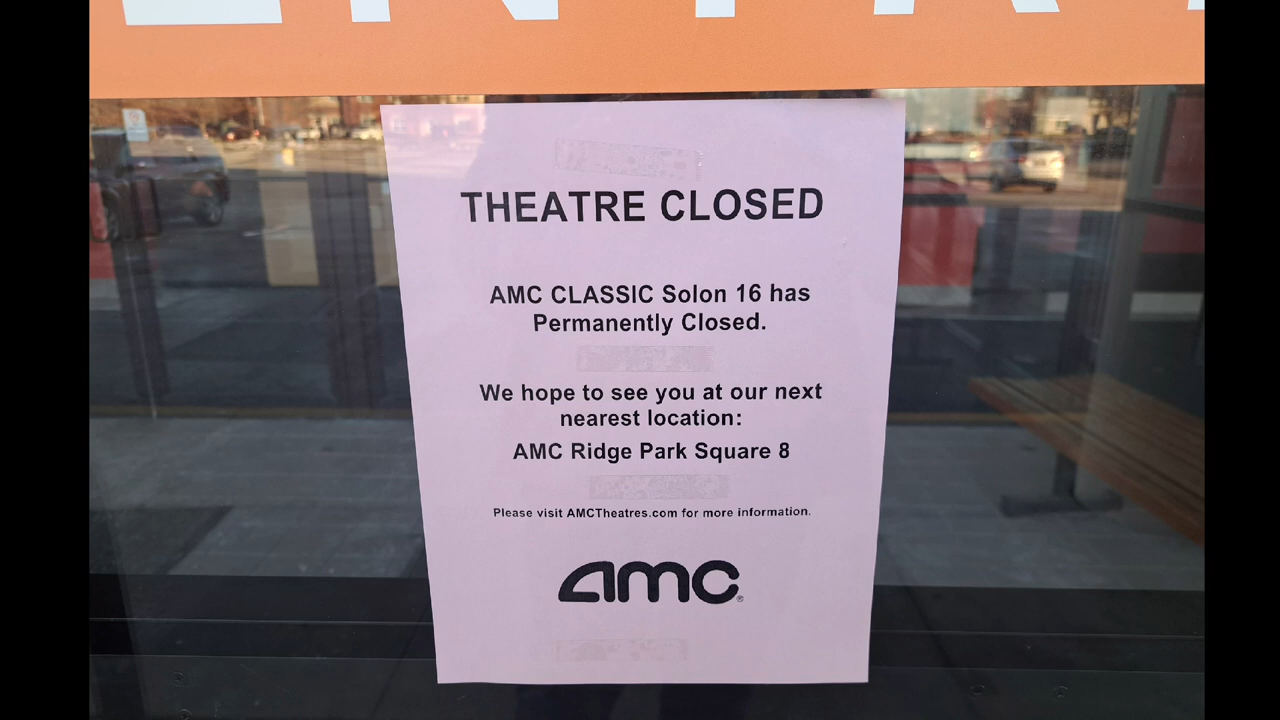 THEATRE CLOSED
AMC CLASSIC Solon 16 has
Permanently Closed.
We hope to see you at our next
nearest location:
AMC Ridge Park Square 8
Please visit AMCTheatres.com for more information.
amc®